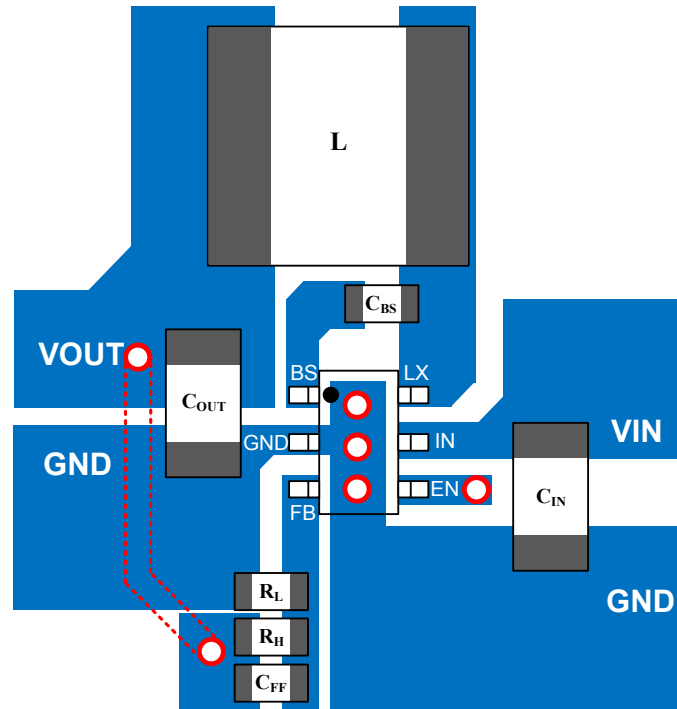 L
C_BS
VOUT
C_OUT
BS
LX
GND
GND
IN
VIN
FB
EN
C_IN
R_L
R_H
C_FF
GND